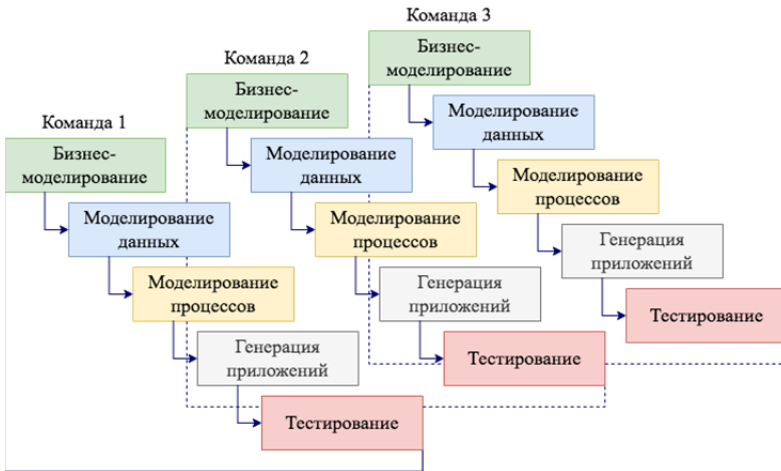 Команда 3
Бизнес-
моделирование
Команда 2
Бизнес-
моделирование
Моделирование
данных
Команда 1
Бизнес-
моделирование
Моделирование
данных
Моделирование
процессов
Моделирование
данных
Моделирование
процессов
Генерация
приложений
Моделирование
процессов
Генерация
приложений
Тестирование
Генерация
приложений
Тестирование
Тестирование